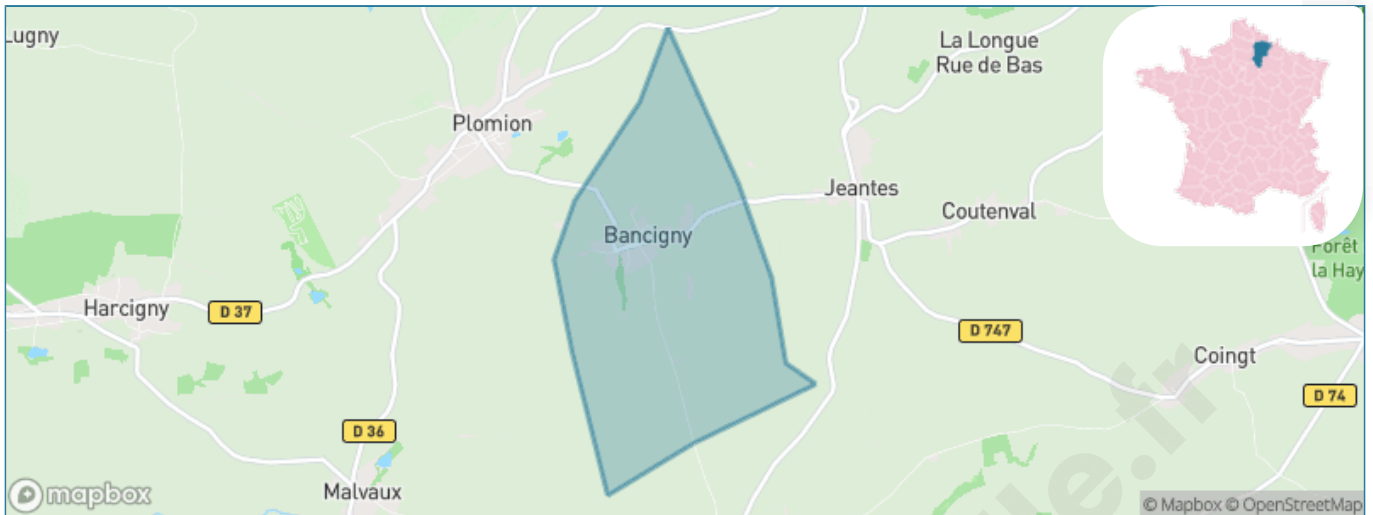 Lugny
La Longue
Rue de Bas
Plomion
Jeantes
Coutenval
Bancigny
Forêt
la Hay
Harcigny
D 37
D 747
Coingt
D 74
D 36
Malvaux
mapbox
© Mapbox © OpenStreetMap